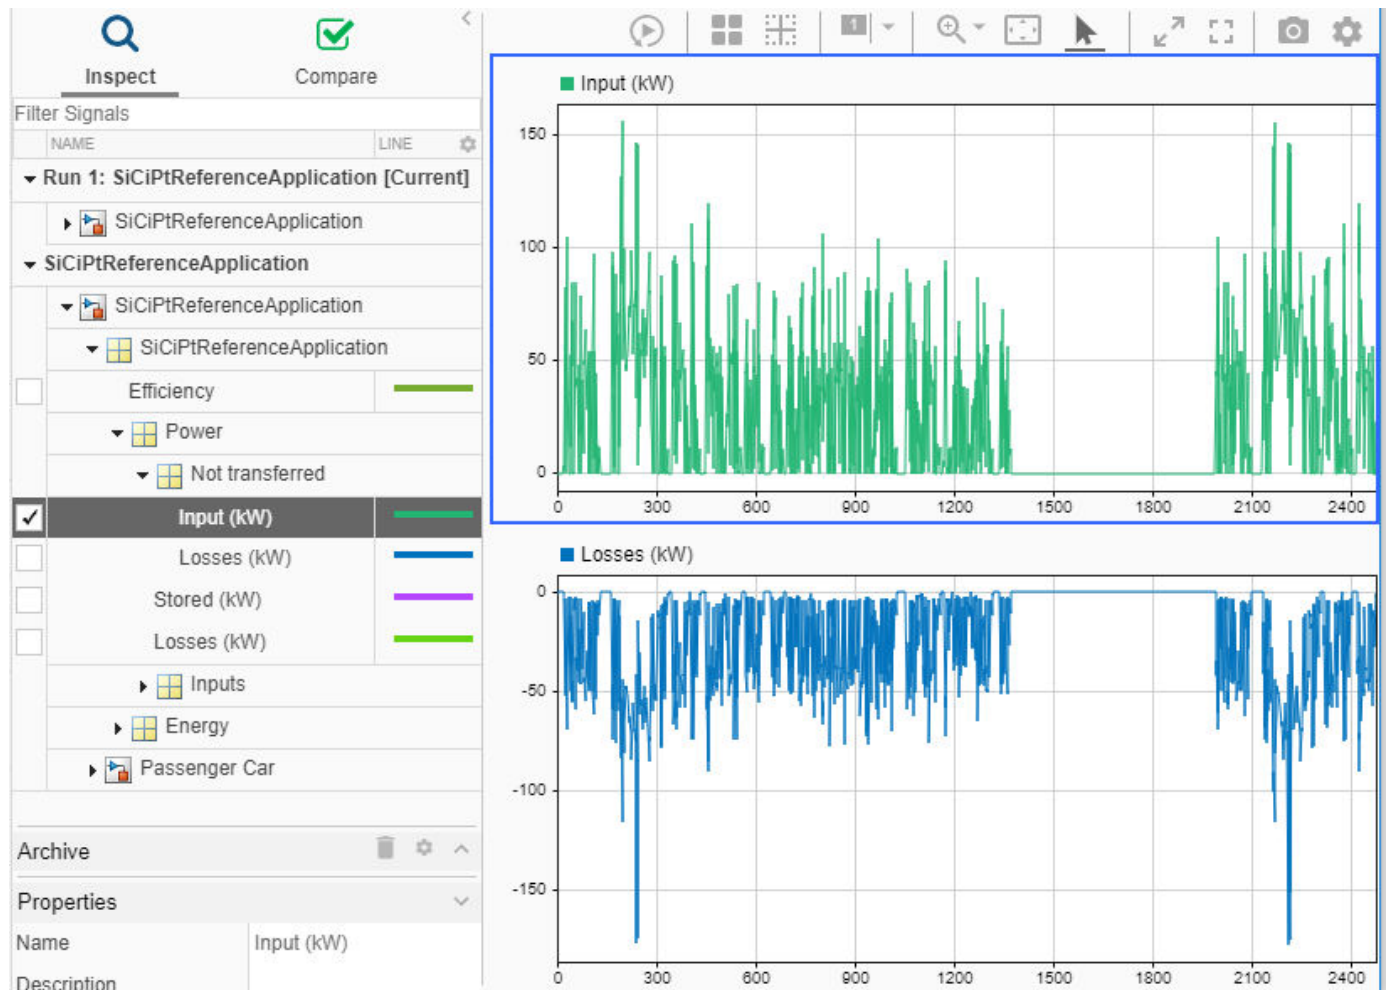 Inspect
Compare
Filter Signals
NAME
LINE
Run 1: SiCiPtReferenceApplication [Current]
SiCiPtReferenceApplication
SiCiPtReferenceApplication
SiCiPtReferenceApplication
SiCiPtReferenceApplication
Efficiency
Power
Not transferred
Input (kW)
Losses (kW)
Stored (kW)
Losses (kW)
Inputs
Energy
Passenger Car
Archive
Properties
Name
Input (kW)
Description
1
Input (kW)
150
100
50
0
0 300 600 900 1200 1500 1800 2100 2400
Losses (kW)
0
-50
-100
-150
0 300 600 900 1200 1500 1800 2100 2400